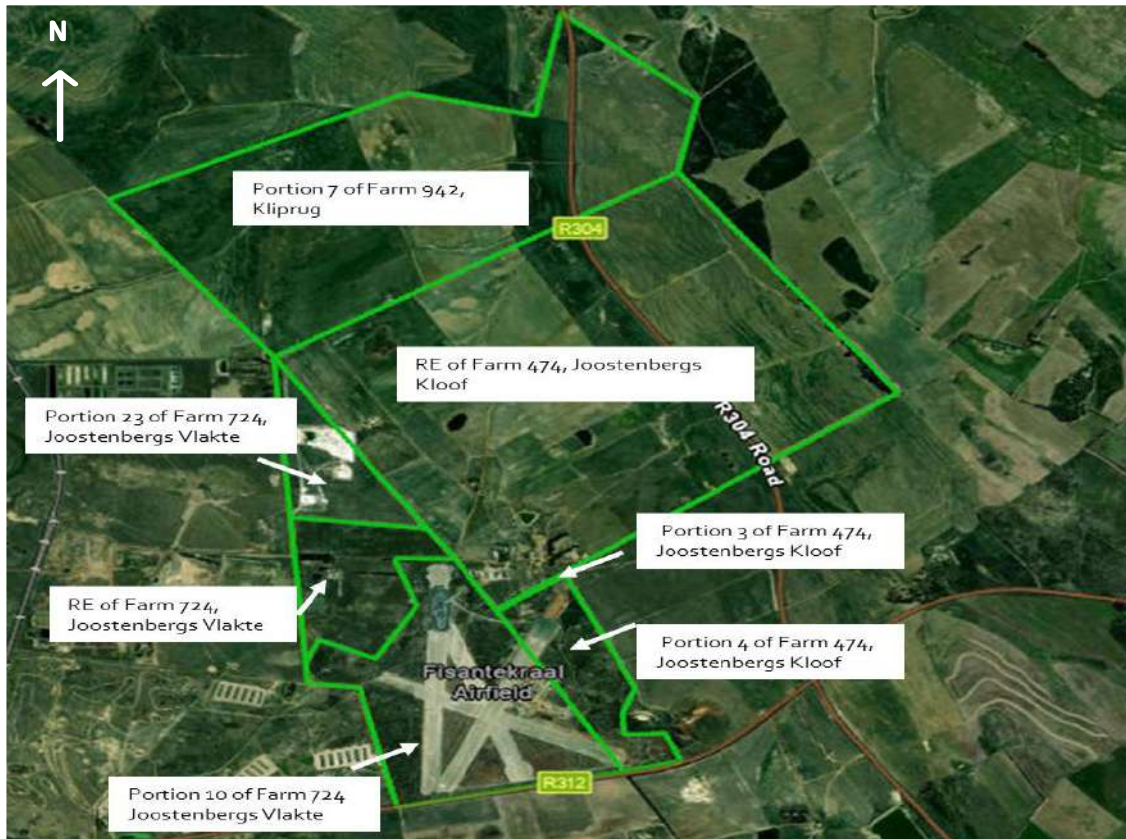 N
Portion 7 of Farm 942,
Kliprug
R304
RE of Farm 474, Joostenbergs
Kloof
Portion 23 of Farm 724,
Joostenbergs Vlakte
R304 Road
Portion 3 of Farm 474,
Joostenbergs Kloof
RE of Farm 724,
Joostenbergs Vlakte
Portion 4 of Farm 474,
Joostenbergs Kloof
Fisantekraal
Airfield
R312
Portion 10 of Farm 724
Joostenbergs Vlakte